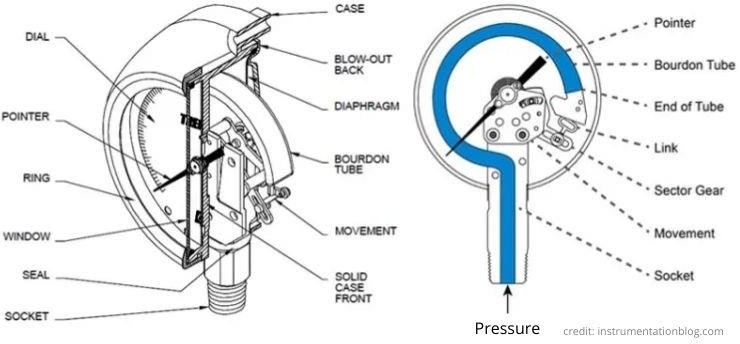 CASE
DIAL
BLOW-OUT
BACK
DIAPHRAGM
POINTER
BOURDON
TUBE
RING
WINDOW
MOVEMENT
SEAL
SOLID
CASE
FRONT
SOCKET
Pointer
Bourdon Tube
End of Tube
Link
Sector Gear
Movement
Socket
Pressure
credit: instrumentationblog.com